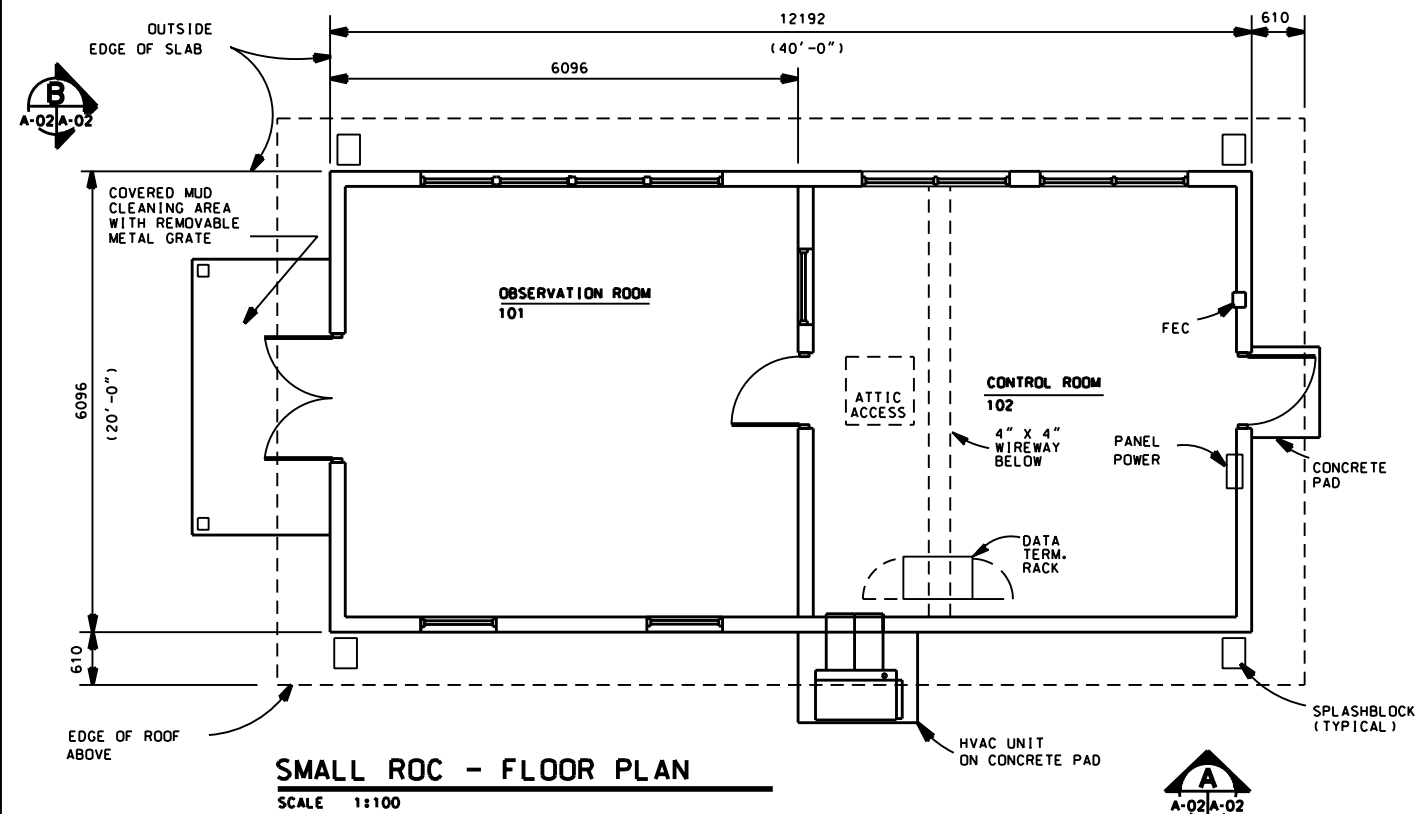 OUTSIDE
EDGE OF SLAB
12192
(40'-0")
610
6096
B
A-02 A-02
COVERED MUD
CLEANING AREA
WITH REMOVABLE
METAL GRATE
OBSERVATION ROOM
101
FEC
6096
(20'-0")
ATTIC
ACCESS
CONTROL ROOM
102
4" X 4"
WIREWAY
BELOW
PANEL
POWER
CONCRETE
PAD
DATA
TERM.
RACK
610
EDGE OF ROOF
ABOVE
SPLASHBLOCK
(TYPICAL)
HVAC UNIT
ON CONCRETE PAD
SMALL ROC - FLOOR PLAN
SCALE 1:100
A
A-02 A-02